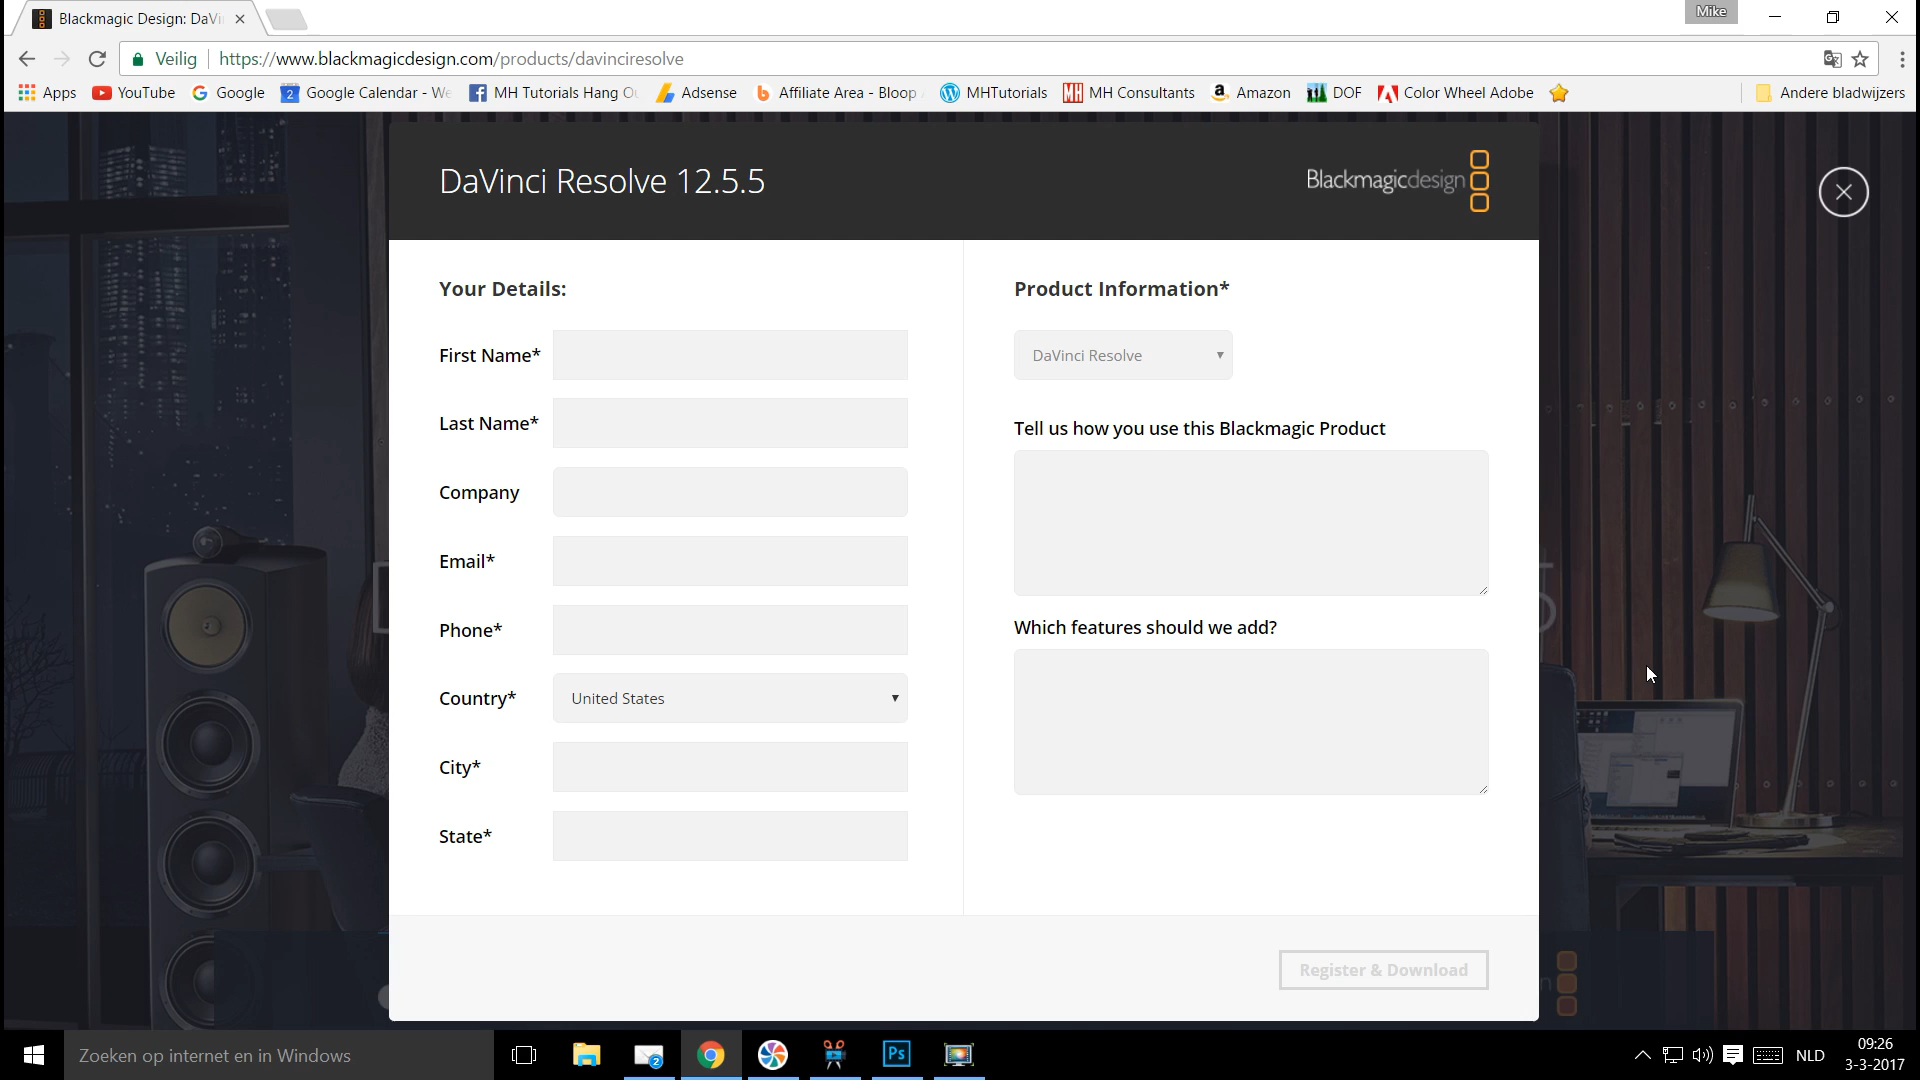 Blackmagic Design: DaVi
Mike
Veilig
https://www.blackmagicdesign.com/products/davinciresolve
Apps
YouTube
Google
2
Google Calendar - We
MH Tutorials Hang Ou
Adsense
Affiliate Area - Bloop
MHTutorials
MH Consultants
Amazon
DOF
Color Wheel Adobe
Andere bladwijzers
DaVinci Resolve 12.5.5
Blackmagicdesign
Your Details:
First Name*
Last Name*
Company
Email*
Phone*
Country*
United States
City*
State*
Product Information*
DaVinci Resolve
Tell us how you use this Blackmagic Product
Which features should we add?
Register & Download
Zoeken op internet en in Windows
2
Ps
NLD
09:26
3-3-2017